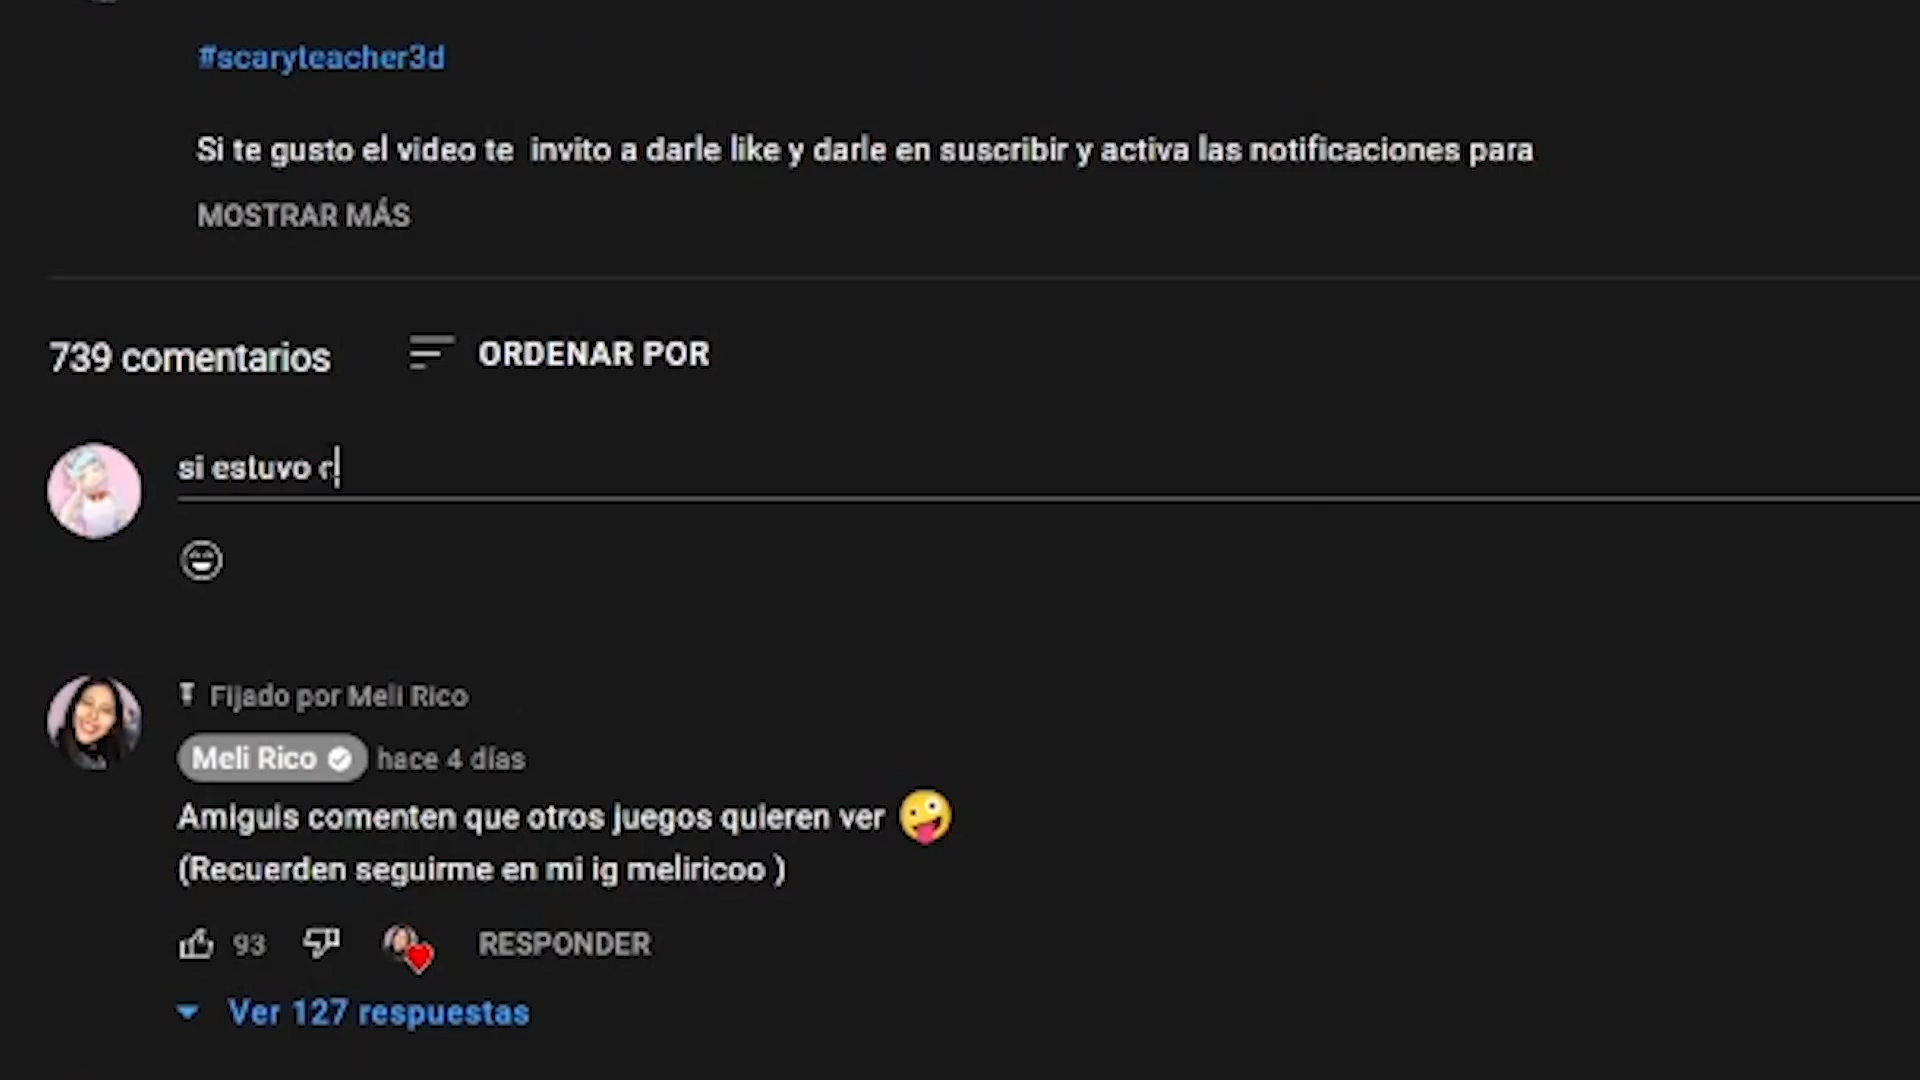 #scaryteacher3d
Si te gusto el video te invito a darle like y darle en suscribir y activa las notificaciones para
MOSTRAR MÁS
739 comentarios
ORDENAR POR
si estuvo
Fijado por Meli Rico
Meli Rico hace 4 días
Amiguis comenten que otros juegos quieren ver
(Recuerden seguirme en mi ig meliricoo )
93
RESPONDER
Ver 127 respuestas